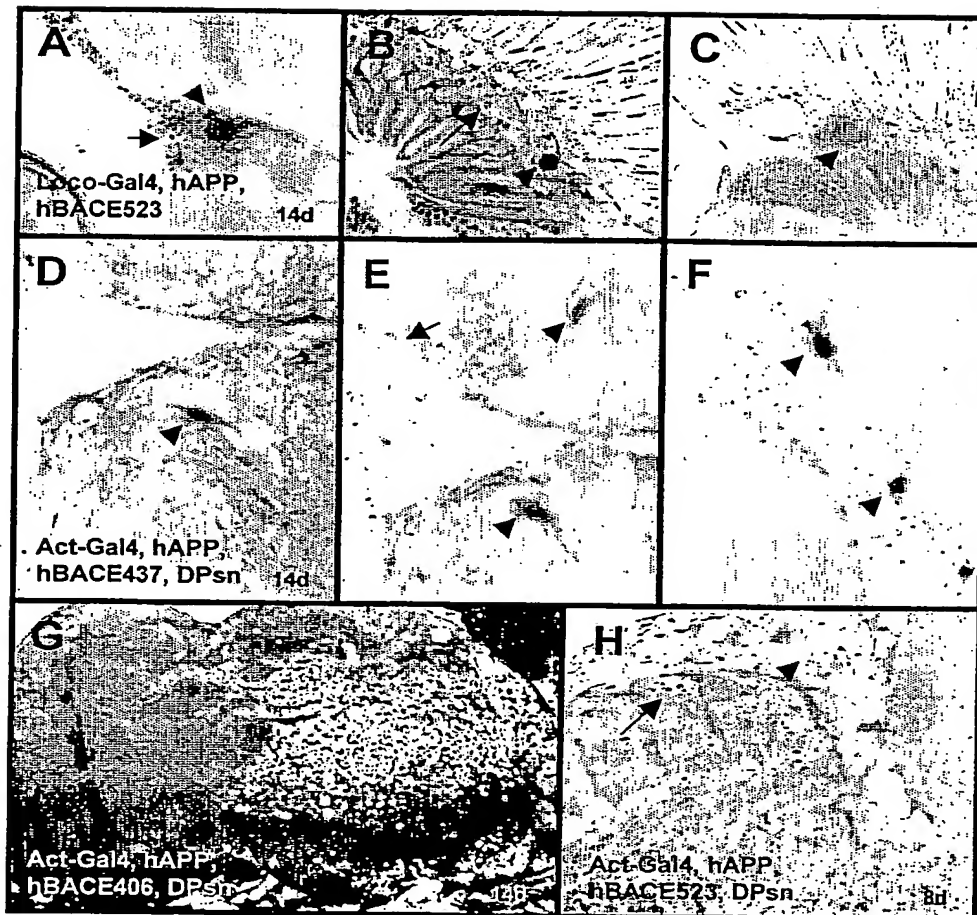 A
B
C
Loco-Gal4, hAPP,
hBACE523
14d
D
E
F
Act-Gal4, hAPP,
hBACE437, DPsn
14d
G
H
Act-Gal4, hAPP,
hBACE406, DPsn
Act-Gal4, hAPP
hBACE523, DPsn
8d